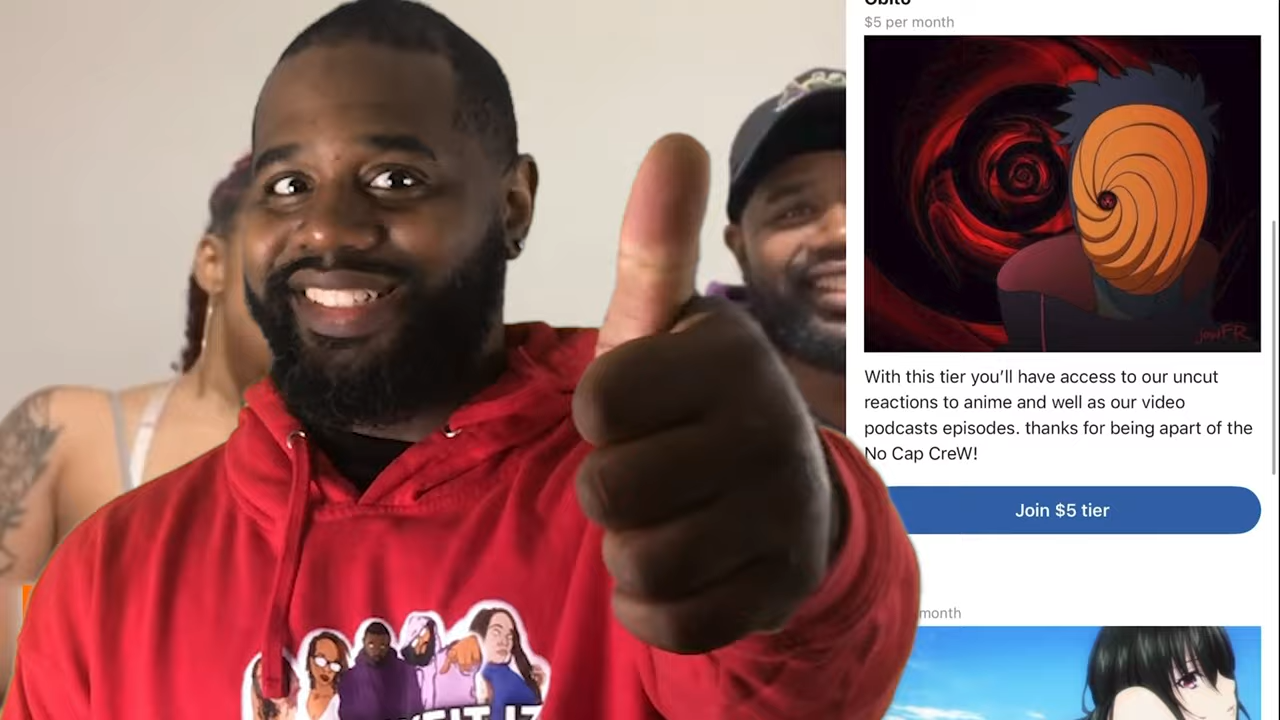 Obito
$5 per month
With this tier you’ll have access to our uncut
reactions to anime and well as our video
podcasts episodes. thanks for being apart of the
No Cap CreW!
Join $5 tier
month